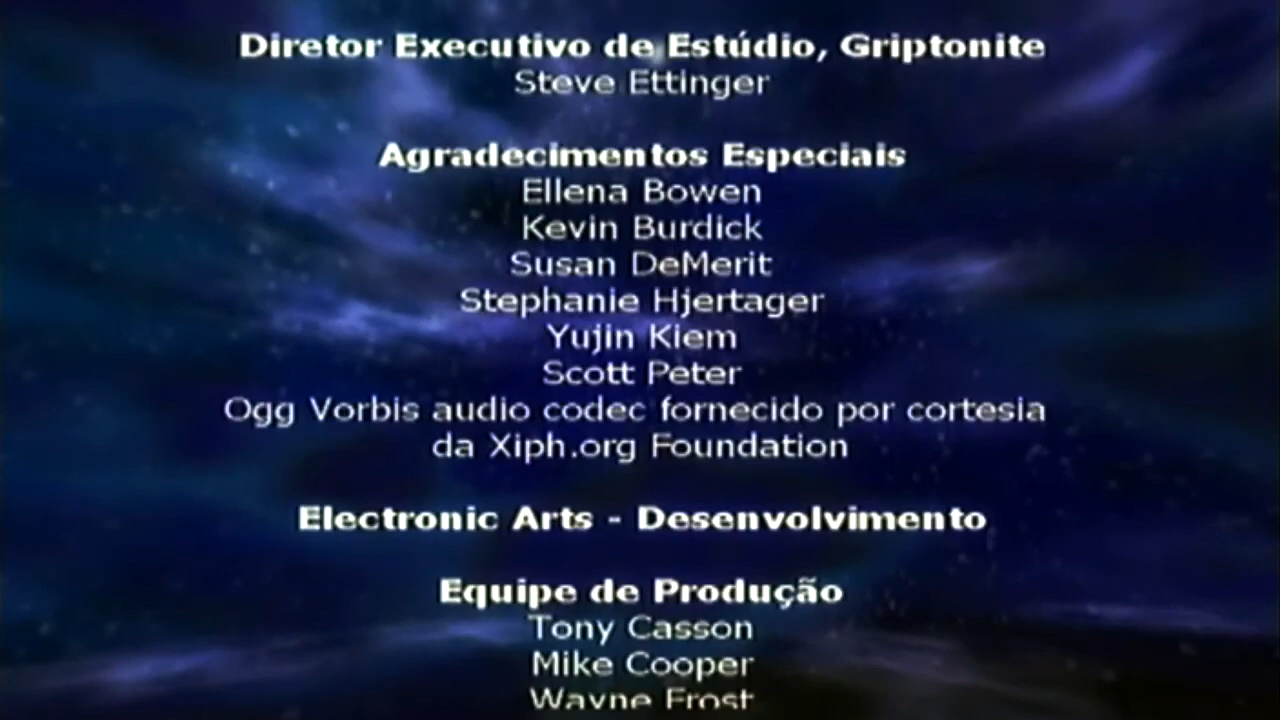 Diretor Executivo de Estúdio, Griptonite
Steve Ettinger
Agradecimentos Especiais
Ellena Bowen
Kevin Burdick
Susan DeMerit
Stephanie Hjertager
Yujin Kiem
Scott Peter
Ogg Vorbis audio codec fornecido por cortesia
da Xiph.org Foundation
Electronic Arts - Desenvolvimento
Equipe de Produção
Tony Casson
Mike Cooper
Wayne Frost